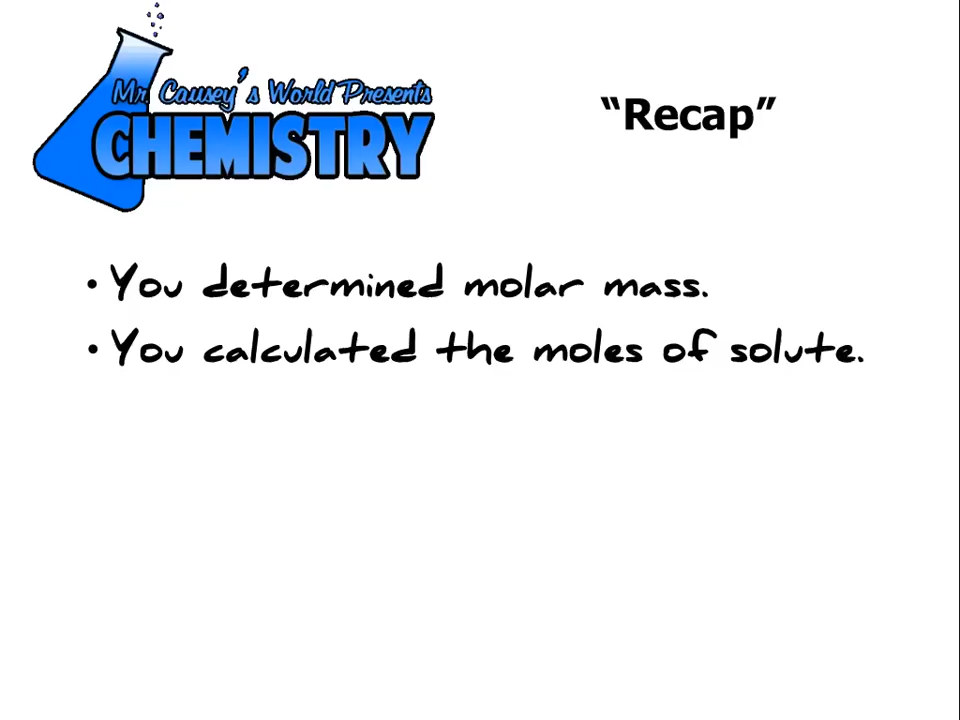 Mr. Causey's World Presents
CHEMISTRY
“Recap”
• You determined molar mass.
• You calculated the moles of solute.